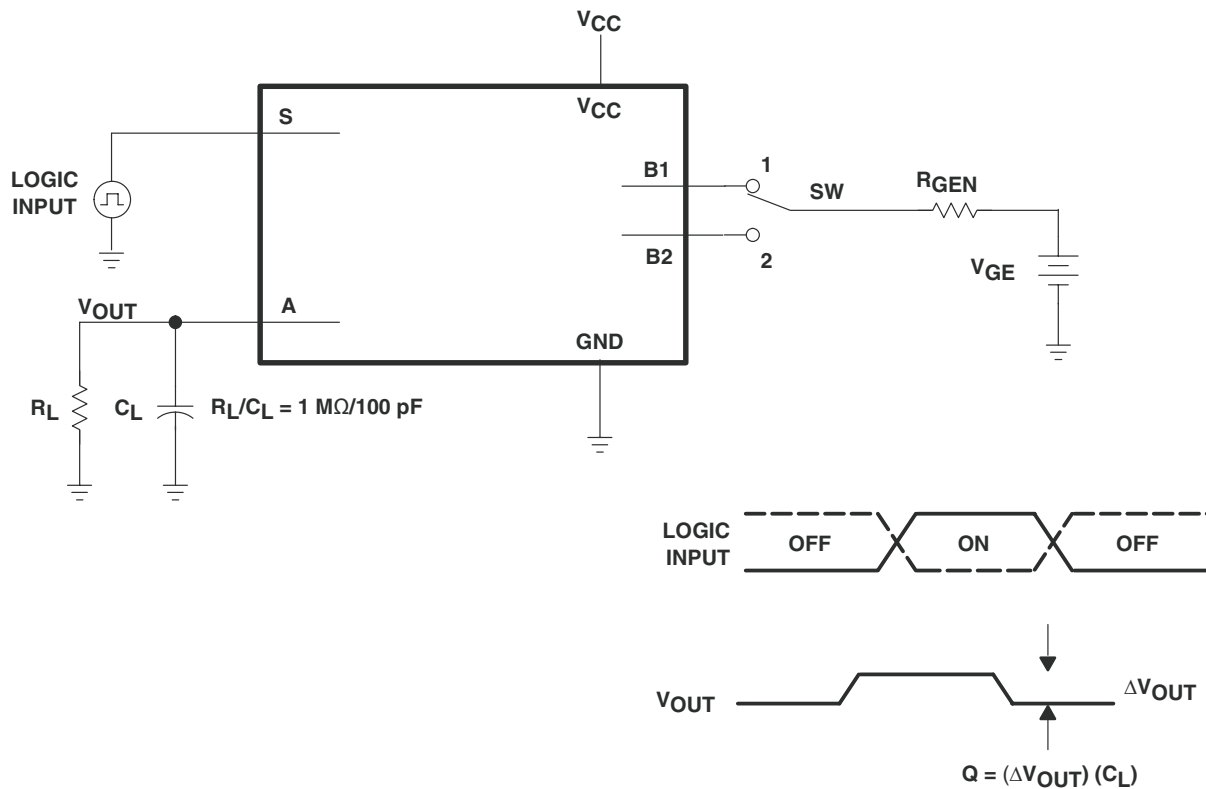 VCC
VCC
S
LOGIC
INPUT
B1
1
SW
RGEN
B2
2
VGE
VOUT
A
GND
RL
CL
RL/CL = 1 MΩ/100 pF
LOGIC
INPUT
OFF
ON
OFF
VOUT
ΔVOUT
Q = (ΔVOUT) (CL)